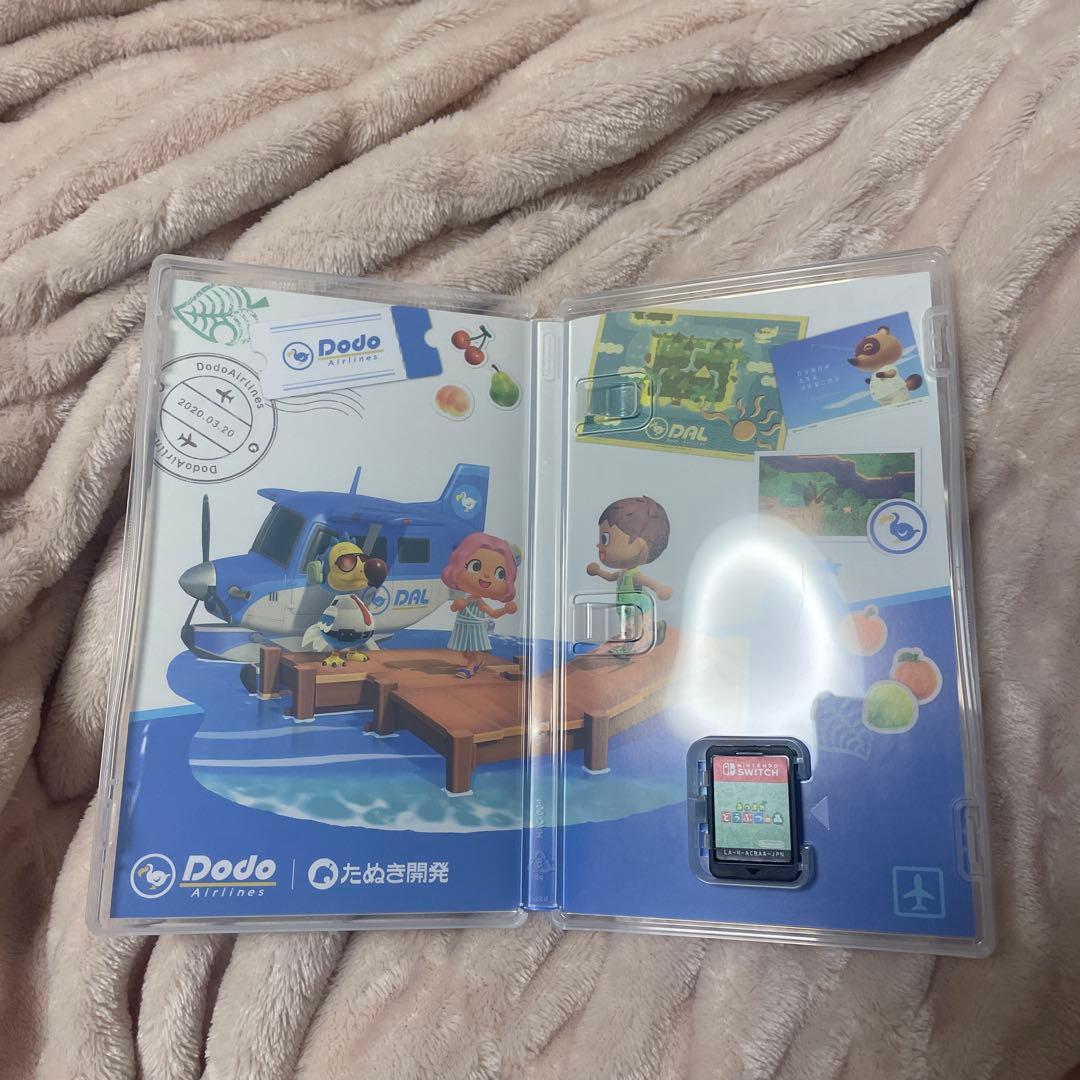 Dodo
Airlines
DodoAirlines
2020.03.20
DodoAirlines
DAL
DAL
Dodo
Airlines
たぬき開発
NINTENDO
SWITCH
あつまれ
どうぶつの森
Nintendo
LA-H-ACBAA-JPN